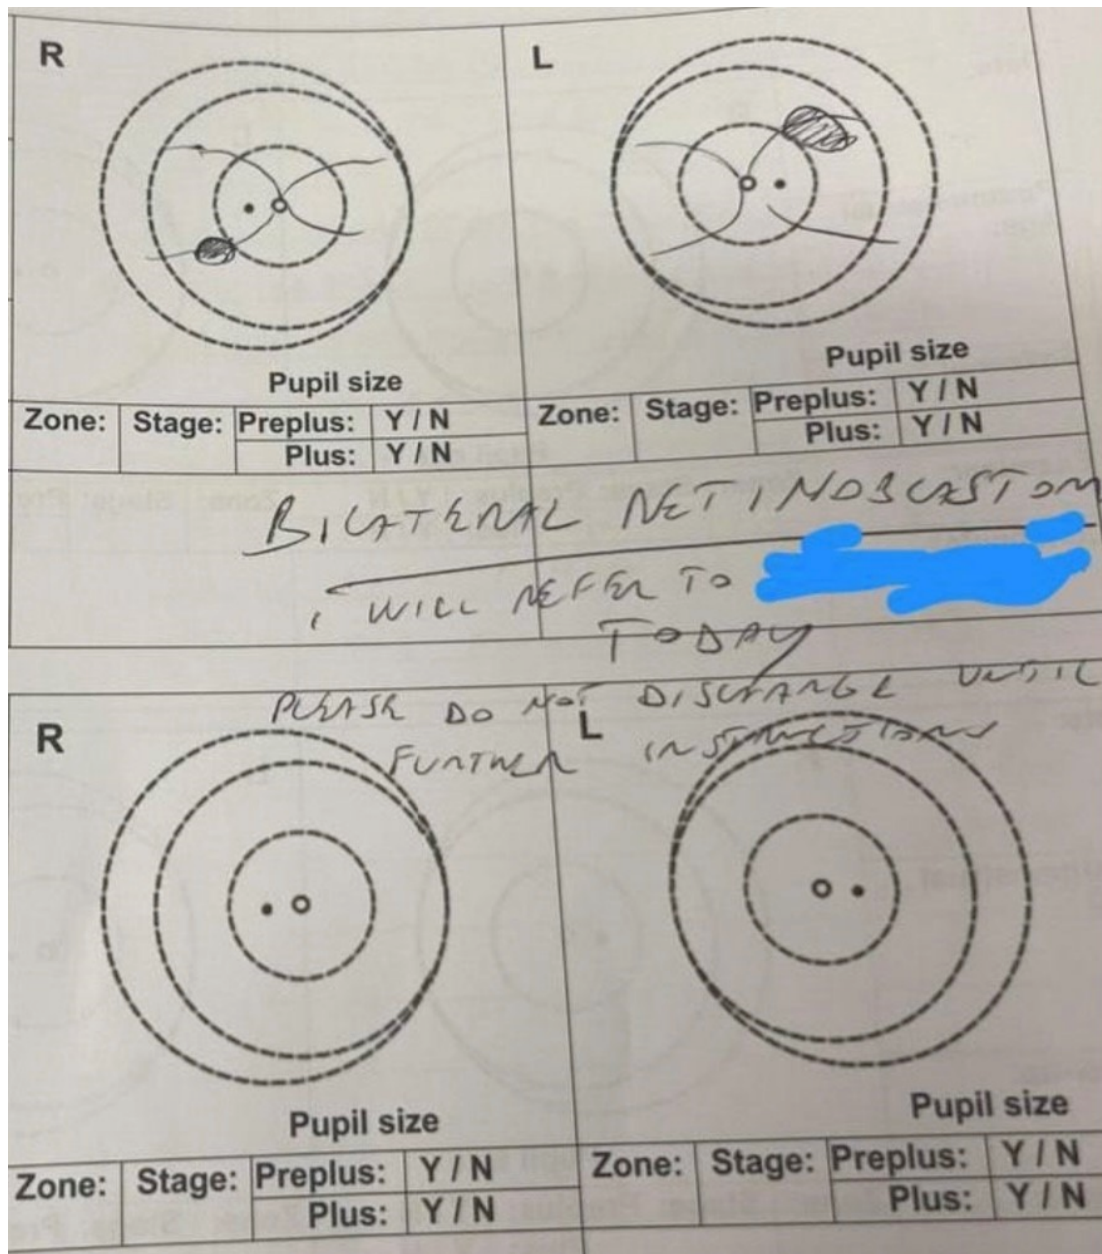 R
L
Pupil size
Pupil size
Zone: Stage: Preplus: Y / N
Plus: Y / N
Zone: Stage: Preplus: Y / N
Plus: Y / N
BILATERAL RETINOBLASTOM
, WILL REFER TO
TODAY
PLEASE DO NOT DISCHARGE UNTIL
FURTHER INSTRUCTIONS
R
L
Pupil size
Pupil size
Zone: Stage: Preplus: Y / N
Plus: Y / N
Zone: Stage: Preplus: Y / N
Plus: Y / N